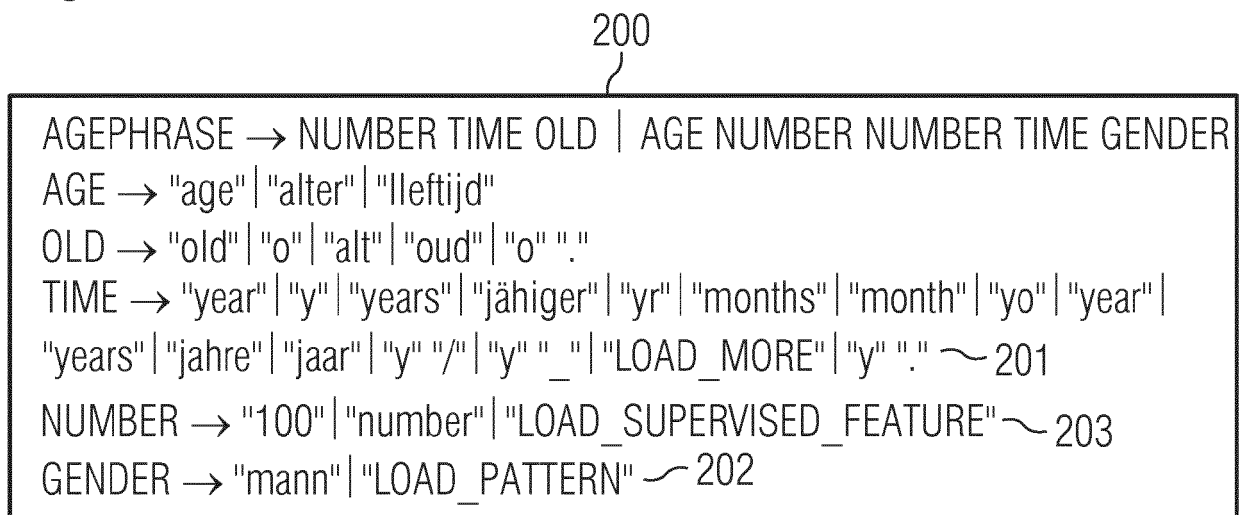 200
AGEPHRASE → NUMBER TIME OLD | AGE NUMBER NUMBER TIME GENDER
AGE → "age" | "alter" | "lleftijd"
OLD → "old" | "o" | "alt" | "oud" | "o" "."
TIME → "year" | "y" | "years" | "jähiger" | "yr" | "months" | "month" | "yo" | "year" |
"years" | "jahre" | "jaar" | "y" "/" | "y" "_" | "LOAD_MORE" | "y" "." 201
NUMBER → "100" | "number" | "LOAD_SUPERVISED_FEATURE" 203
GENDER → "mann" | "LOAD_PATTERN" 202